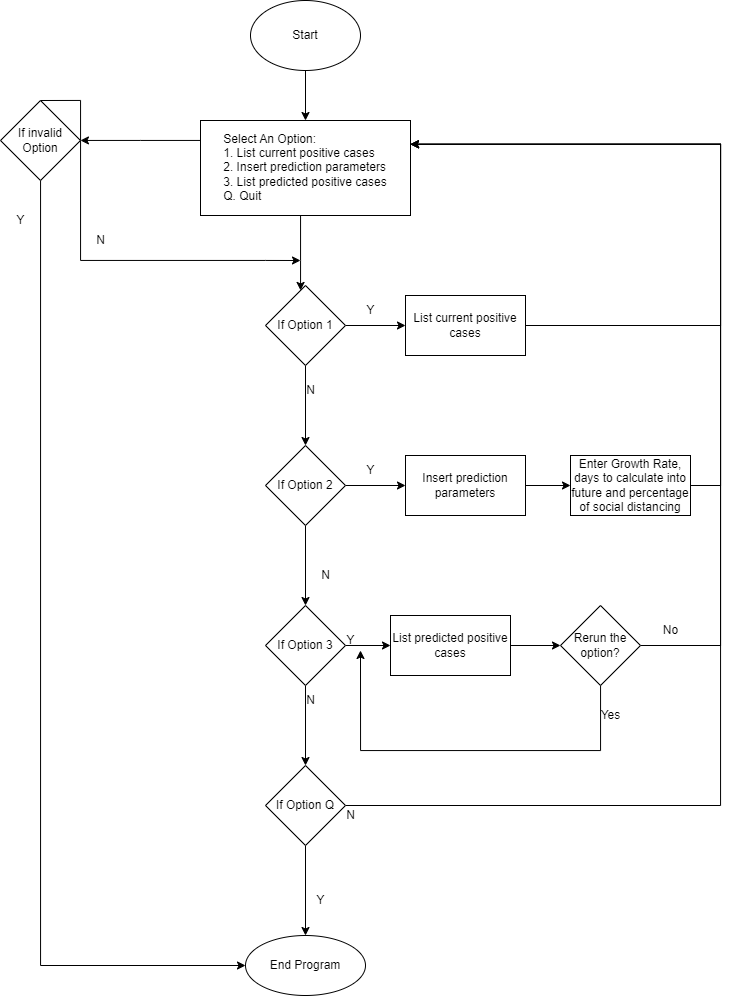 Start
If invalid
Option
Select An Option:
1. List current positive cases
2. Insert prediction parameters
3. List predicted positive cases
Q. Quit
Y
N
If Option 1
Y
List current positive
cases
N
If Option 2
Y
Insert prediction
parameters
Enter Growth Rate,
days to calculate into
future and percentage
of social distancing
N
If Option 3
Y
List predicted positive
cases
Rerun the
option?
No
Yes
N
If Option Q
N
Y
End Program